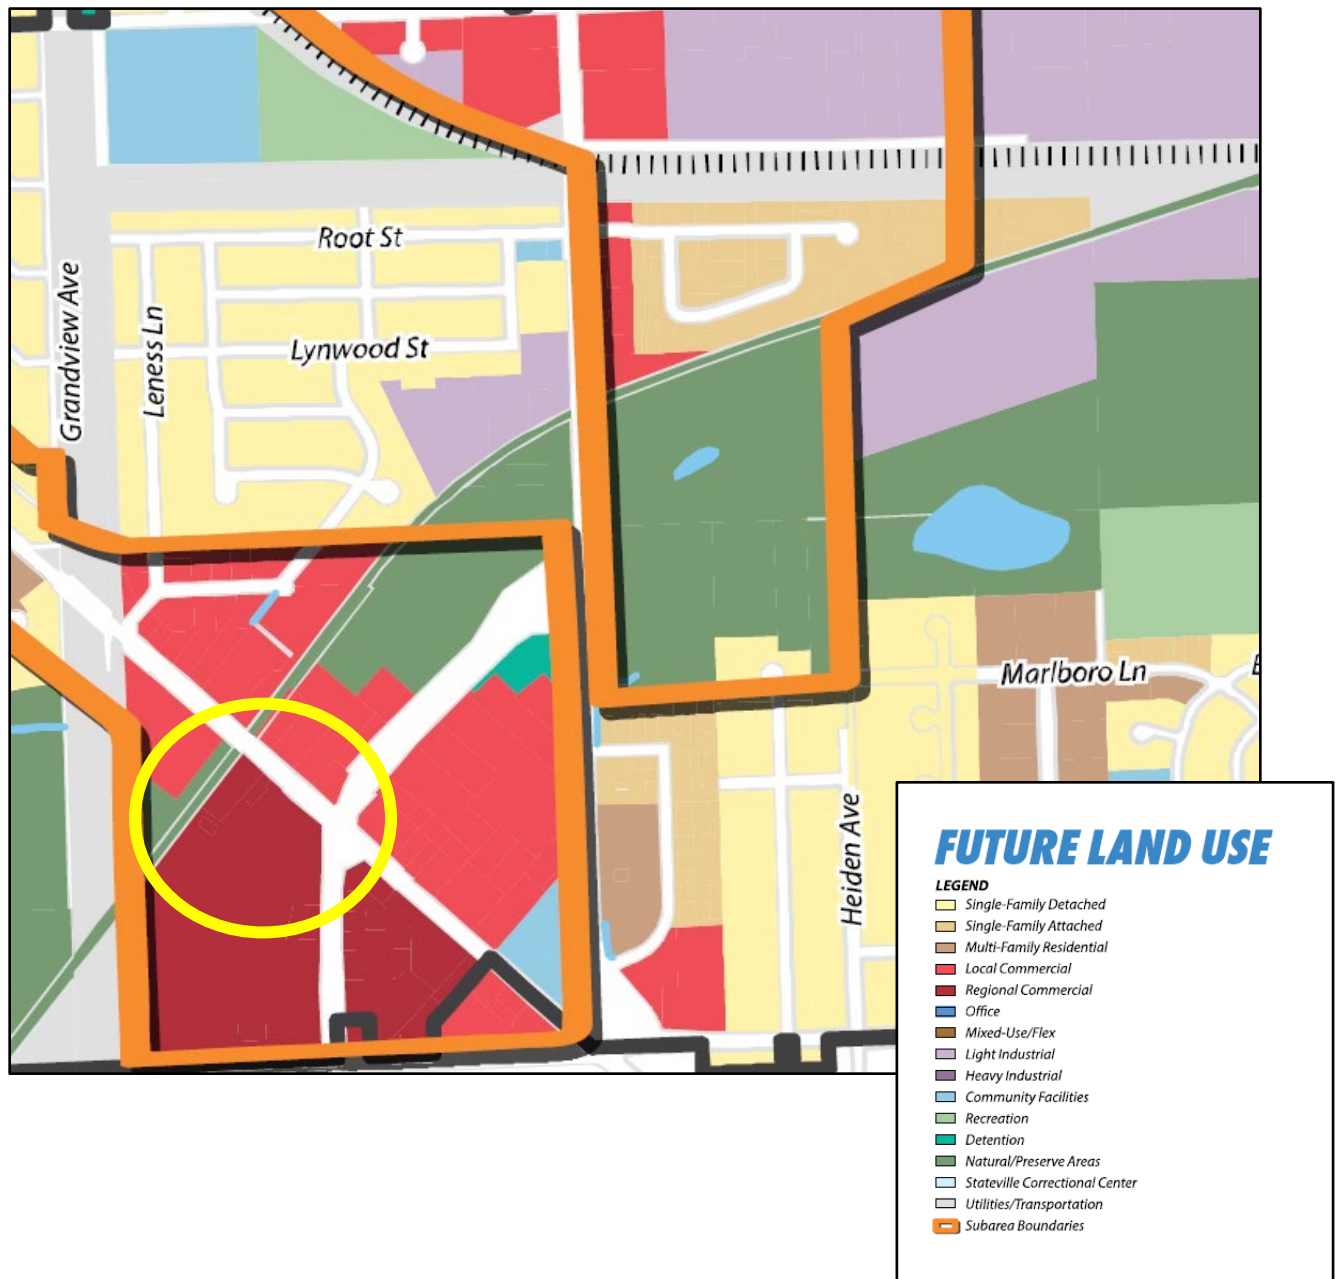 Root St
Grandview Ave
Leness Ln
Lynwood St
Marlboro Ln
E
Heiden Ave
FUTURE LAND USE
LEGEND
Single-Family Detached
Single-Family Attached
Multi-Family Residential
Local Commercial
Regional Commercial
Office
Mixed-Use/Flex
Light Industrial
Heavy Industrial
Community Facilities
Recreation
Detention
Natural/Preserve Areas
Stateville Correctional Center
Utilities/Transportation
Subarea Boundaries